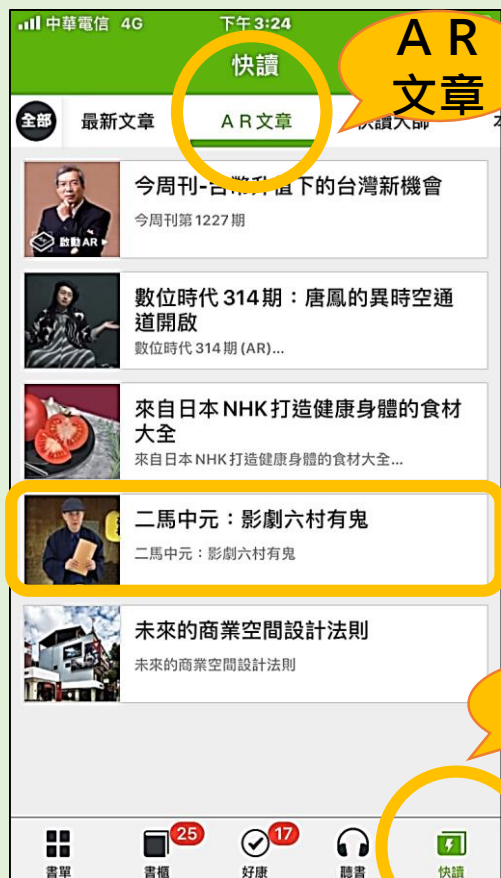 中華電信 4G
下午 3:24
AR
文章
快讀
全部
最新文章
AR文章
快讀大師
今周刊-台幣升值下的台灣新機會
今周刊第1227期
啟動AR
數位時代314期：唐鳳的異時空通
道開啟
數位時代314期(AR)...
來自日本NHK打造健康身體的食材
大全
來自日本NHK打造健康身體的食材大全...
二馬中元：影劇六村有鬼
二馬中元：影劇六村有鬼
未來的商業空間設計法則
未來的商業空間設計法則
25
17
書單
書櫃
好康
聽書
快讀